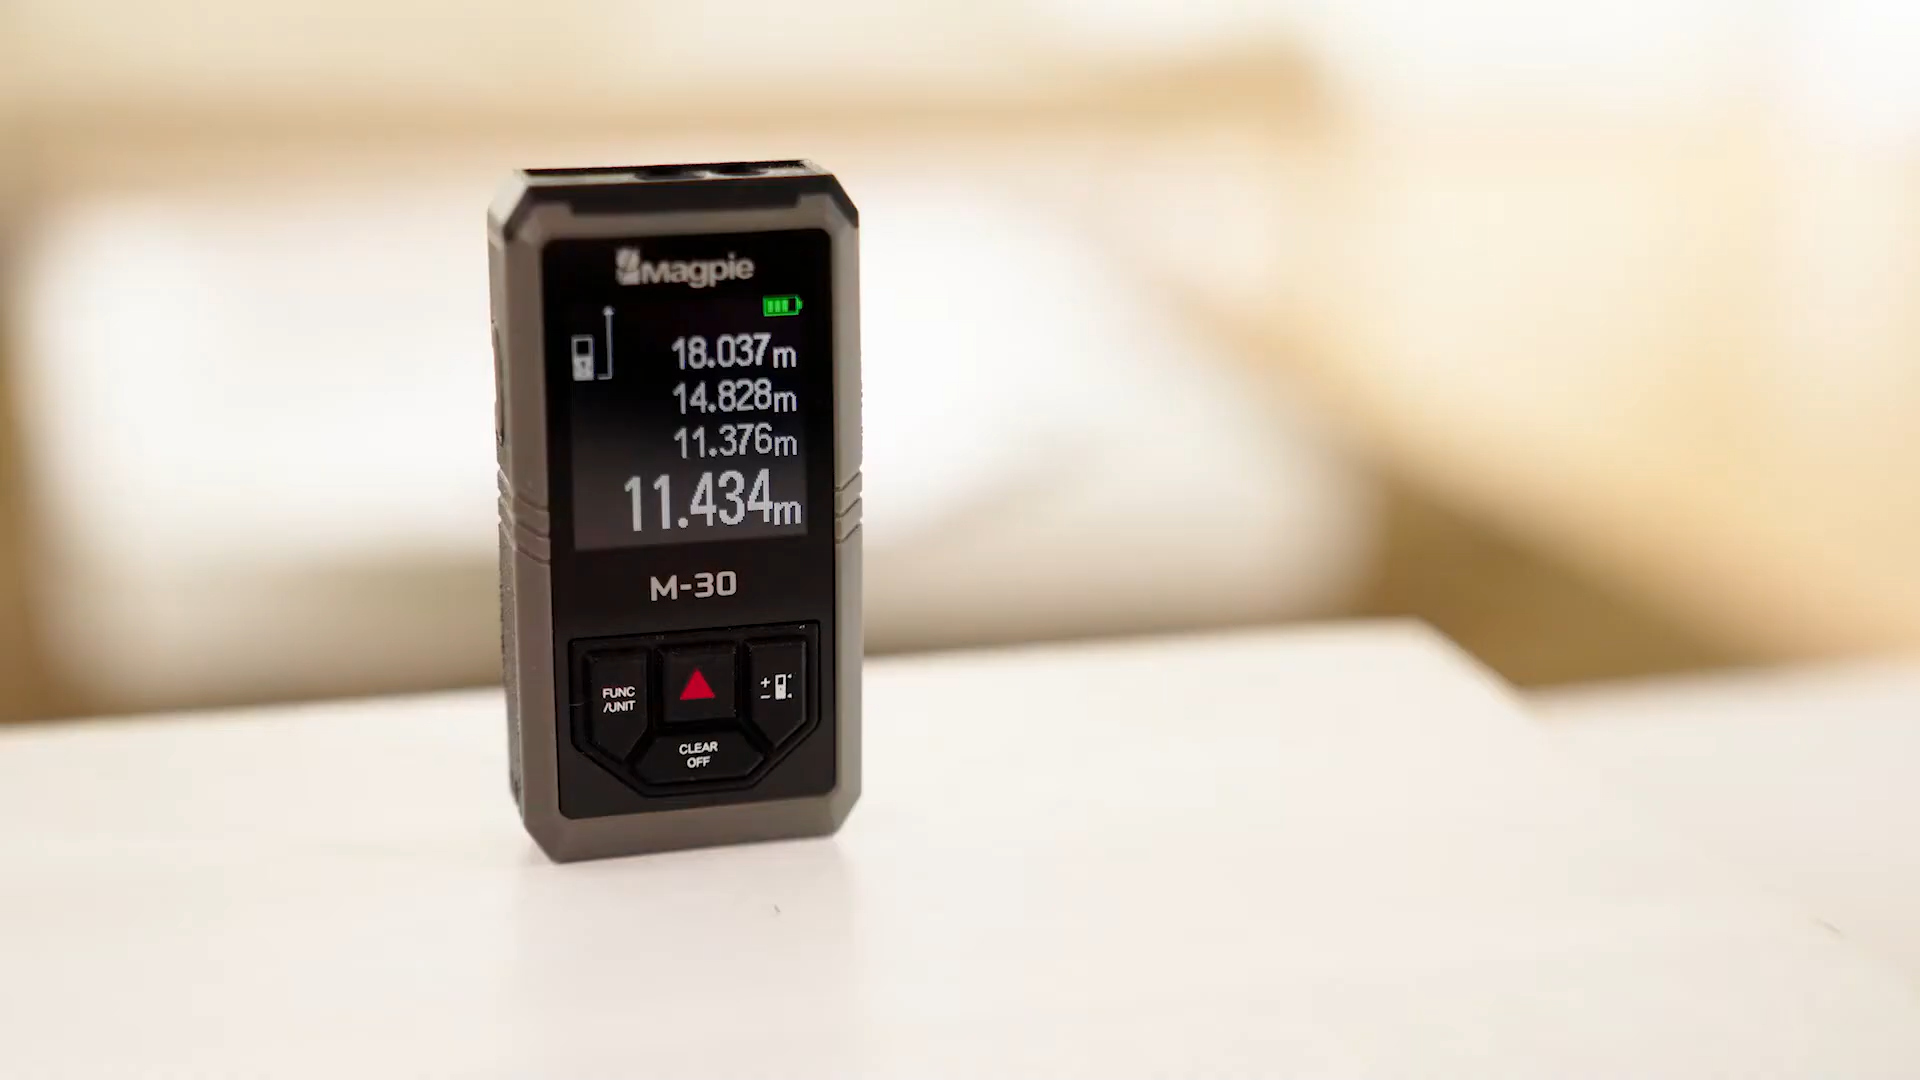 Magpie
18.037m
14.828m
11.376m
11.434m
M-30
FUNC
/UNIT
+
-
CLEAR
OFF